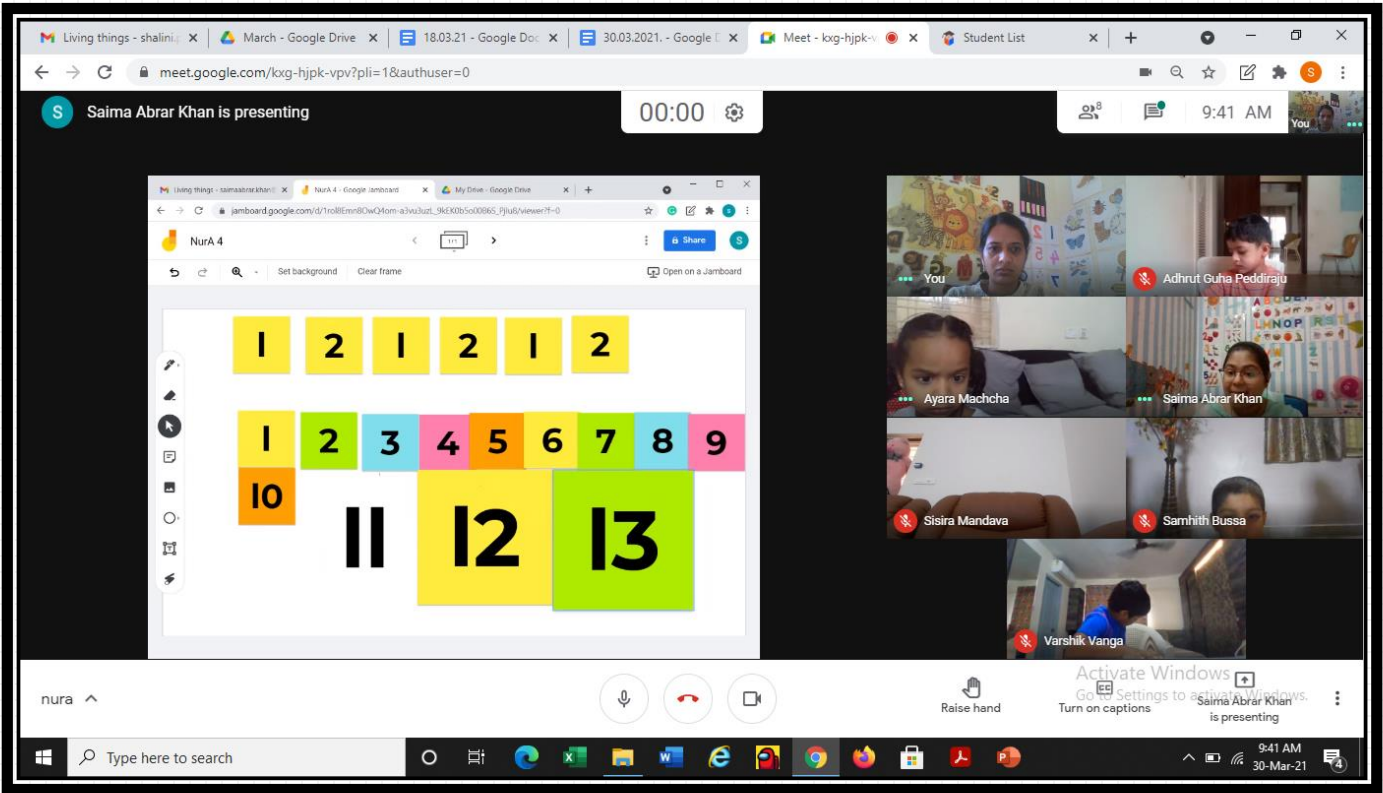 Living things - shalini.
March - Google Drive
18.03.21 - Google Doc
30.03.2021. - Google
Meet - kxg-hjpk-v
Student List
meet.google.com/kxg-hjpk-vpv?pli=1&authuser=0
S
S Saima Abrar Khan is presenting
00:00
8
9:41 AM
You
Living things - saimaabrar.khan
NurA 4 - Google Jamboard
My Drive - Google Drive
NurA 4
1/1
Share
S
Set background Clear frame
Open on a Jamboard
1 2 1 2 1 2
1 2 3 4 5 6 7 8 9
10 11 12 13
You
Adhrut Guha Peddiraju
Ayara Machcha
Saima Abrar Khan
Sisira Mandava
Samhith Bussa
Varshik Vanga
nura
Raise hand
Turn on captions
Saima Abrar Khan
is presenting
Activate Windows
Go to Settings to activate Windows.
Type here to search
9:41 AM
30-Mar-21
4